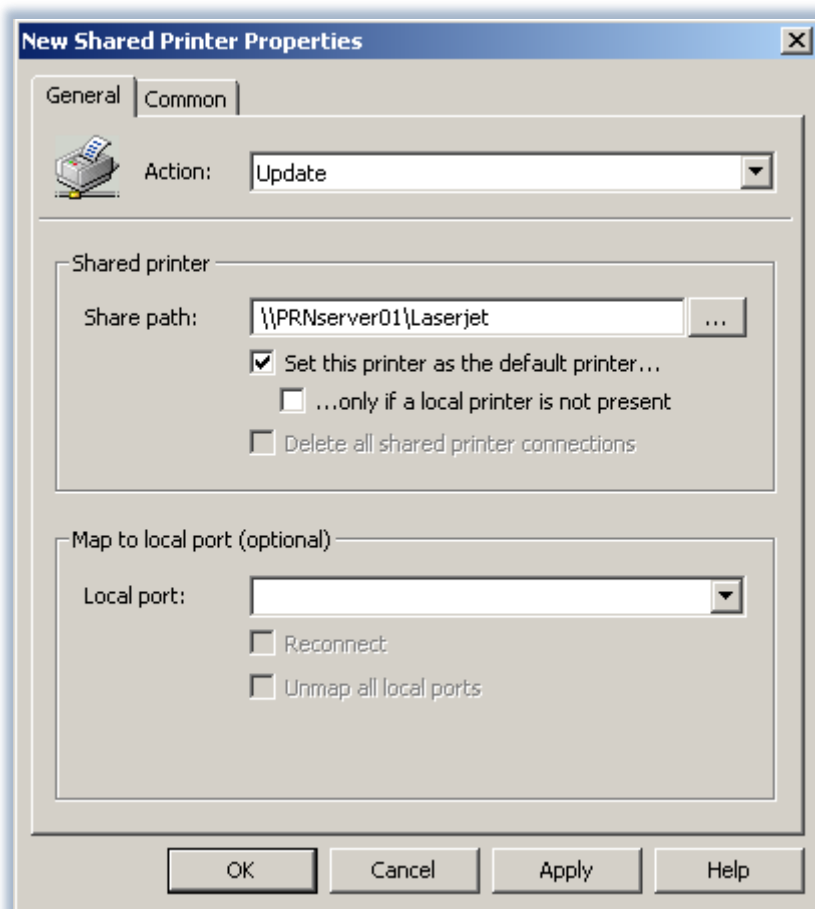 New Shared Printer Properties
General Common
Action: Update
Shared printer
Share path: \\PRNserver01\Laserjet ...
Set this printer as the default printer...
...only if a local printer is not present
Delete all shared printer connections
Map to local port (optional)
Local port:
Reconnect
Unmap all local ports
OK Cancel Apply Help